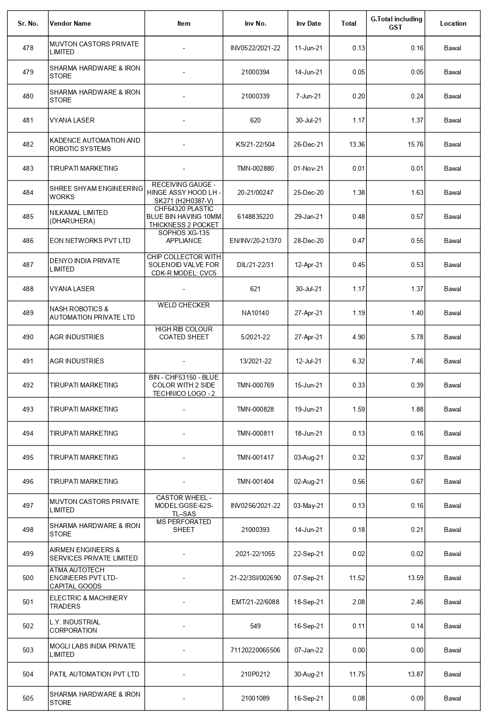 Sr. No. Vendor Name Item Inv No. Inv Date Total G.Total including GST Location
478 MUVTON CASTORS PRIVATE LIMITED - INV0522/2021-22 11-Jun-21 0.13 0.16 Bawal
479 SHARMA HARDWARE & IRON STORE - 21000394 14-Jun-21 0.05 0.05 Bawal
480 SHARMA HARDWARE & IRON STORE - 21000339 7-Jun-21 0.20 0.24 Bawal
481 VYANA LASER - 620 30-Jul-21 1.17 1.37 Bawal
482 KADENCE AUTOMATION AND ROBOTIC SYSTEMS - KS/21-22/504 26-Dec-21 13.36 15.76 Bawal
483 TIRUPATI MARKETING - TMN-002880 01-Nov-21 0.01 0.01 Bawal
484 SHREE SHYAM ENGINEERING WORKS RECEIVING GAUGE - HINGE ASSY HOOD LH - SK271 (H2H0387-V) 20-21/00247 25-Dec-20 1.38 1.63 Bawal
485 NILKAMAL LIMITED (DHARUHERA) CHF64320 PLASTIC BLUE BIN HAVING 10MM THICKNESS 2 POCKET 6148835220 29-Jan-21 0.48 0.57 Bawal
486 EON NETWORKS PVT LTD SOPHOS XG-135 APPLIANCE EN/INV/20-21/370 28-Dec-20 0.47 0.55 Bawal
487 DENYO INDIA PRIVATE LIMITED CHIP COLLECTOR WITH SOLENOID VALVE FOR CDK-R MODEL; CVC5 DIL/21-22/31 12-Apr-21 0.45 0.53 Bawal
488 VYANA LASER - 621 30-Jul-21 1.17 1.37 Bawal
489 NASH ROBOTICS & AUTOMATION PRIVATE LTD WELD CHECKER NA10140 27-Apr-21 1.19 1.40 Bawal
490 AGR INDUSTRIES HIGH RIB COLOUR COATED SHEET 5/2021-22 27-Apr-21 4.90 5.78 Bawal
491 AGR INDUSTRIES - 13/2021-22 12-Jul-21 6.32 7.46 Bawal
492 TIRUPATI MARKETING BIN - CHF53150 - BLUE COLOR WITH 2 SIDE TECHNICO LOGO - 2 TMN-000769 15-Jun-21 0.33 0.39 Bawal
493 TIRUPATI MARKETING - TMN-000828 19-Jun-21 1.59 1.88 Bawal
494 TIRUPATI MARKETING - TMN-000811 18-Jun-21 0.13 0.16 Bawal
495 TIRUPATI MARKETING - TMN-001417 03-Aug-21 0.32 0.37 Bawal
496 TIRUPATI MARKETING - TMN-001404 02-Aug-21 0.56 0.67 Bawal
497 MUVTON CASTORS PRIVATE LIMITED CASTOR WHEEL - MODEL:GGSE-62S-TL–SAS INV0256/2021-22 03-May-21 0.13 0.16 Bawal
498 SHARMA HARDWARE & IRON STORE MS PERFORATED SHEET 21000393 14-Jun-21 0.18 0.21 Bawal
499 AIRMEN ENGINEERS & SERVICES PRIVATE LIMITED - 2021-22/1055 22-Sep-21 0.02 0.02 Bawal
500 ATMA AUTOTECH ENGINEERS PVT LTD-CAPITAL GOODS - 21-22/3SI/002690 07-Sep-21 11.52 13.59 Bawal
501 ELECTRIC & MACHINERY TRADERS - EMT/21-22/6088 18-Sep-21 2.08 2.46 Bawal
502 L.Y. INDUSTRIAL CORPORATION - 549 16-Sep-21 0.11 0.14 Bawal
503 MOGLI LABS INDIA PRIVATE LIMITED - 71120220065506 07-Jan-22 0.00 0.00 Bawal
504 PATIL AUTOMATION PVT LTD - 210P0212 30-Aug-21 11.75 13.87 Bawal
505 SHARMA HARDWARE & IRON STORE - 21001089 16-Sep-21 0.08 0.09 Bawal